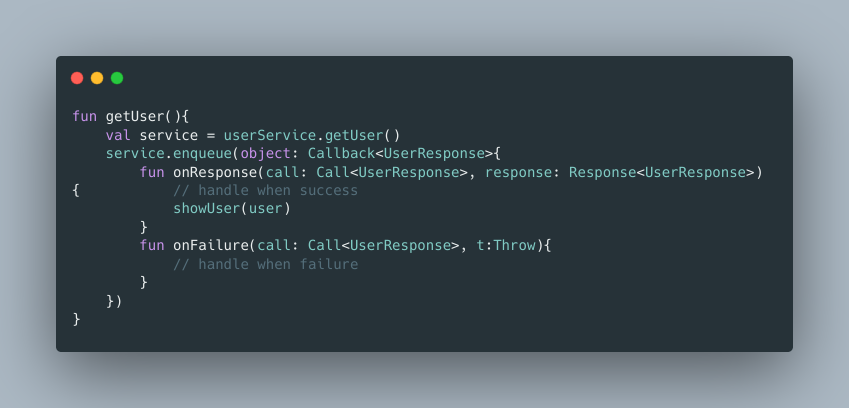 fun getUser(){
    val service = userService.getUser()
    service.enqueue(object: Callback<UserResponse>{
        fun onResponse(call: Call<UserResponse>, response: Response<UserResponse>)
{           // handle when success
            showUser(user)
        }
        fun onFailure(call: Call<UserResponse>, t:Throw){
            // handle when failure
        }
    })
}